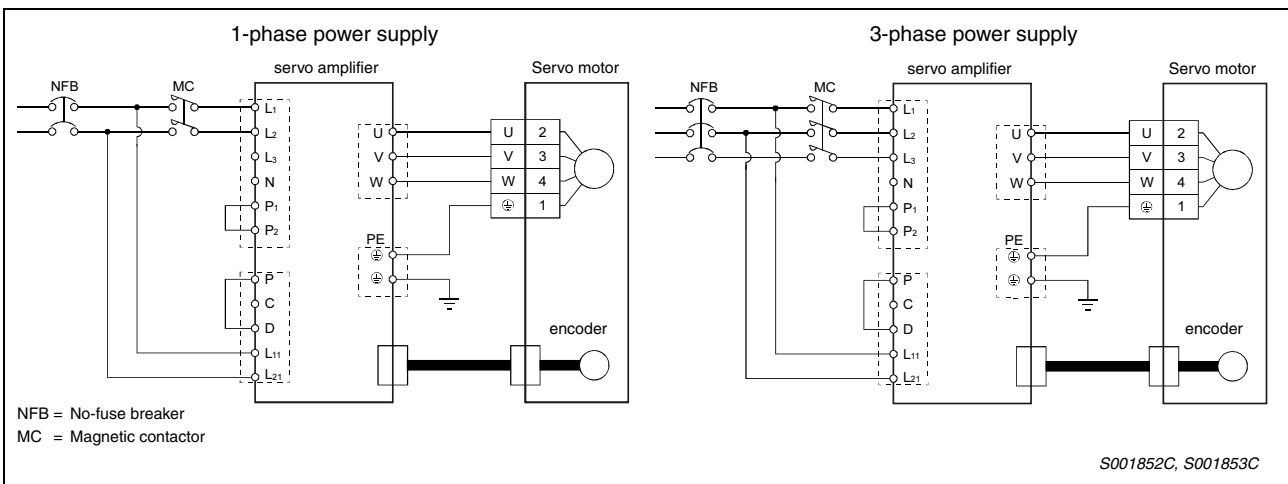 1-phase power supply
servo amplifier
Servo motor
NFB
MC
L1
L2
L3
N
P1
P2
P
C
D
L11
L21
U
V
W
PE
U 2
V 3
W 4
1
encoder
NFB = No-fuse breaker
MC = Magnetic contactor
3-phase power supply
servo amplifier
Servo motor
NFB
MC
L1
L2
L3
N
P1
P2
P
C
D
L11
L21
U
V
W
PE
U 2
V 3
W 4
1
encoder
S001852C, S001853C